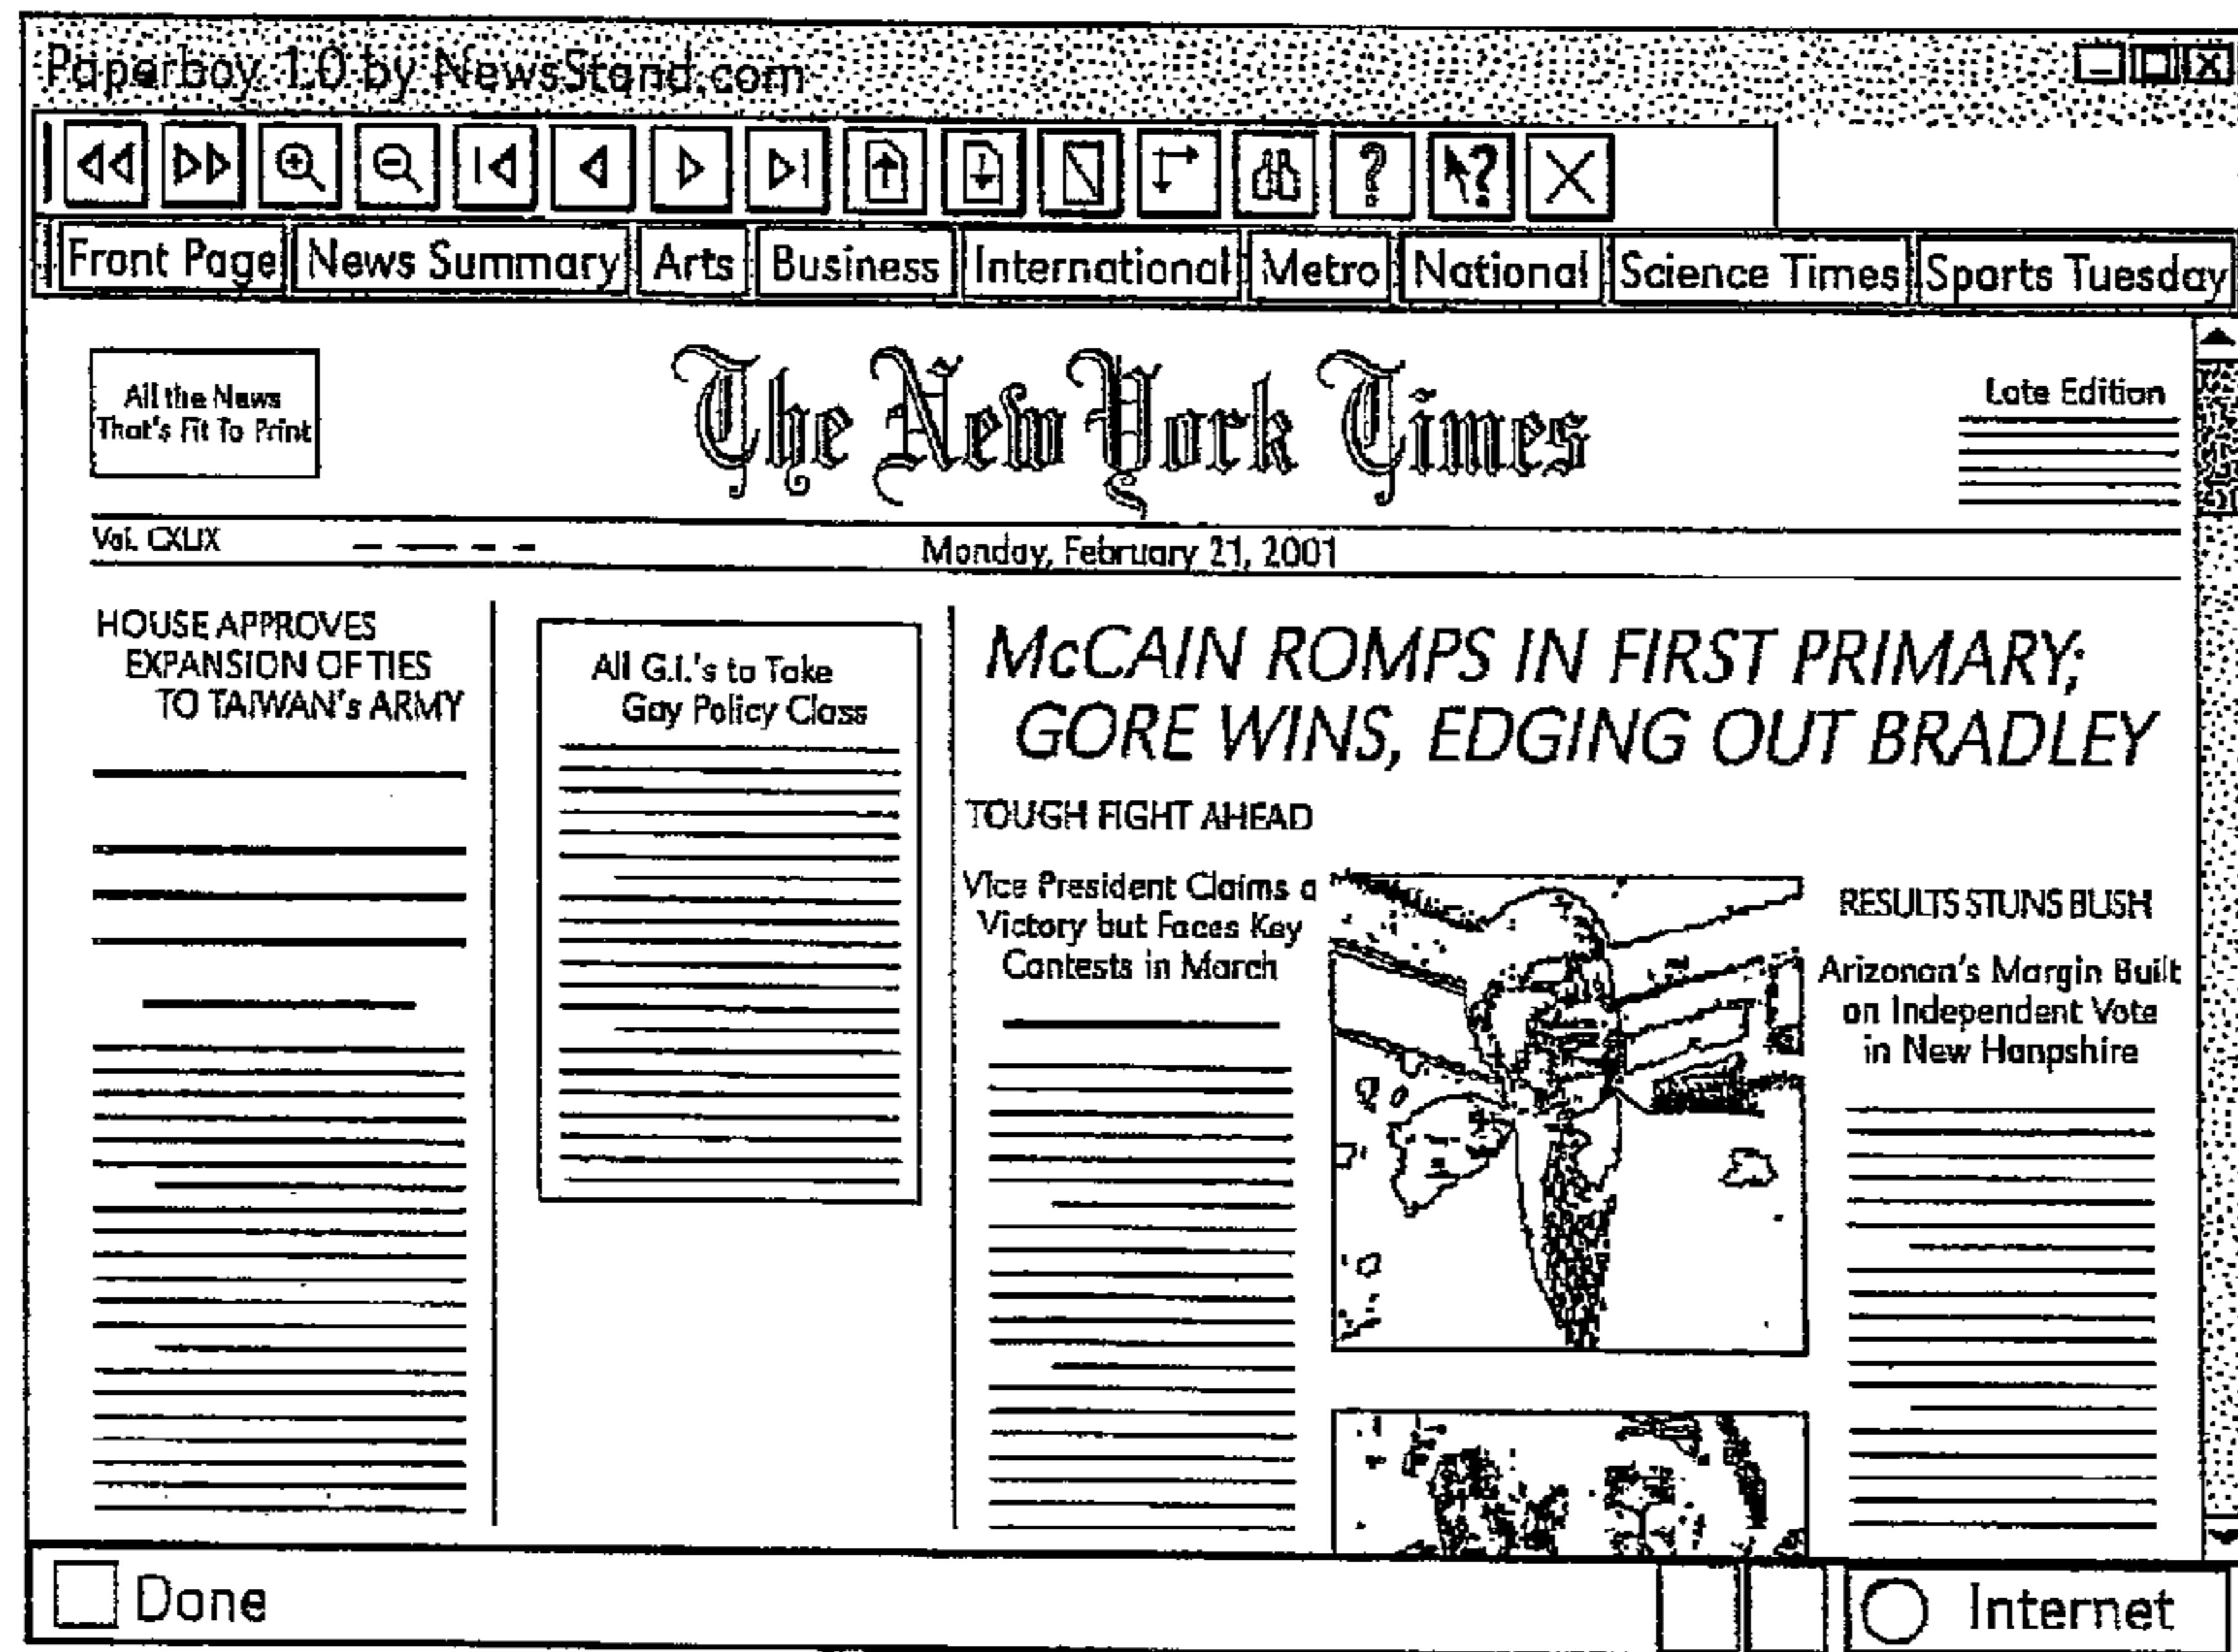 Paperboy 1.0 by NewsStand.com
Front Page News Summary Arts Business International Metro National Science Times Sports Tuesday
All the News
That's Fit To Print
The New York Times
Late Edition
Vol. CXLIX
Monday, February 21, 2001
HOUSE APPROVES
EXPANSION OF TIES
TO TAIWAN's ARMY
All G.I.'s to Take
Gay Policy Class
McCAIN ROMPS IN FIRST PRIMARY;
GORE WINS, EDGING OUT BRADLEY
TOUGH FIGHT AHEAD
Vice President Claims a
Victory but Faces Key
Contests in March
RESULTS STUNS BUSH
Arizonan's Margin Built
on Independent Vote
in New Hanpshire
Done
Internet